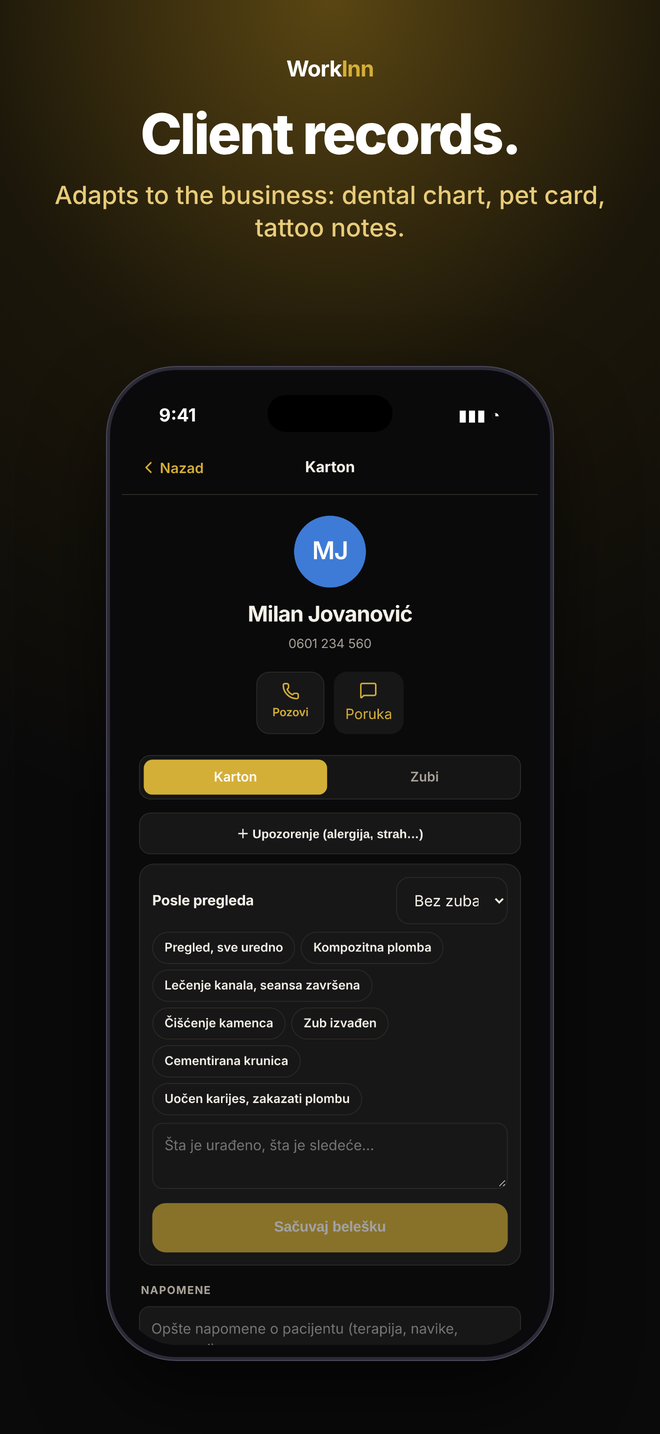 WorkInn
Client records.
Adapts to the business: dental chart, pet card,
tattoo notes.
9:41
Nazad
Karton
MJ
Milan Jovanović
0601 234 560
Pozovi
Poruka
Karton
Zubi
+ Upozorenje (alergija, strah…)
Posle pregleda
Bez zuba
Pregled, sve uredno
Kompozitna plomba
Lečenje kanala, seansa završena
Čišćenje kamenca
Zub izvađen
Cementirana krunica
Uočen karijes, zakazati plombu
Šta je urađeno, šta je sledeće…
Sačuvaj belešku
NAPOMENE
Opšte napomene o pacijentu (terapija, navike,